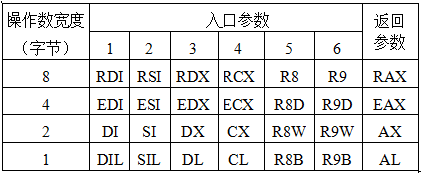 操作数宽度（字节） 入口参数 返回参数
1 2 3 4 5 6
8 RDI RSI RDX RCX R8 R9 RAX
4 EDI ESI EDX ECX R8D R9D EAX
2 DI SI DX CX R8W R9W AX
1 DIL SIL DL CL R8B R9B AL